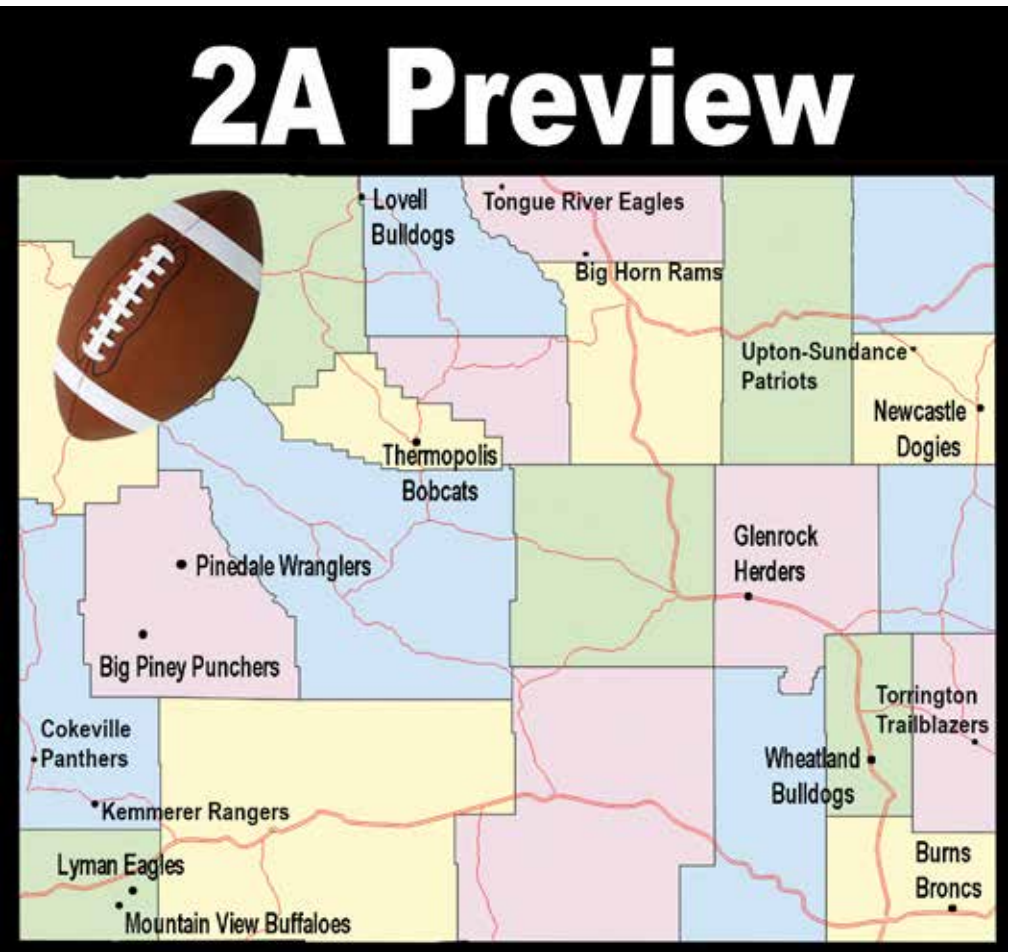 2A Preview
Lovell
Bulldogs
Tongue River Eagles
Big Horn Rams
Upton-Sundance
Patriots
Newcastle
Dogies
Thermopolis
Bobcats
Glenrock
Herders
Pinedale Wranglers
Big Piney Punchers
Torrington
Trailblazers
Cokeville
Panthers
Wheatland
Bulldogs
Kemmerer Rangers
Burns
Broncs
Lyman Eagles
Mountain View Buffaloes